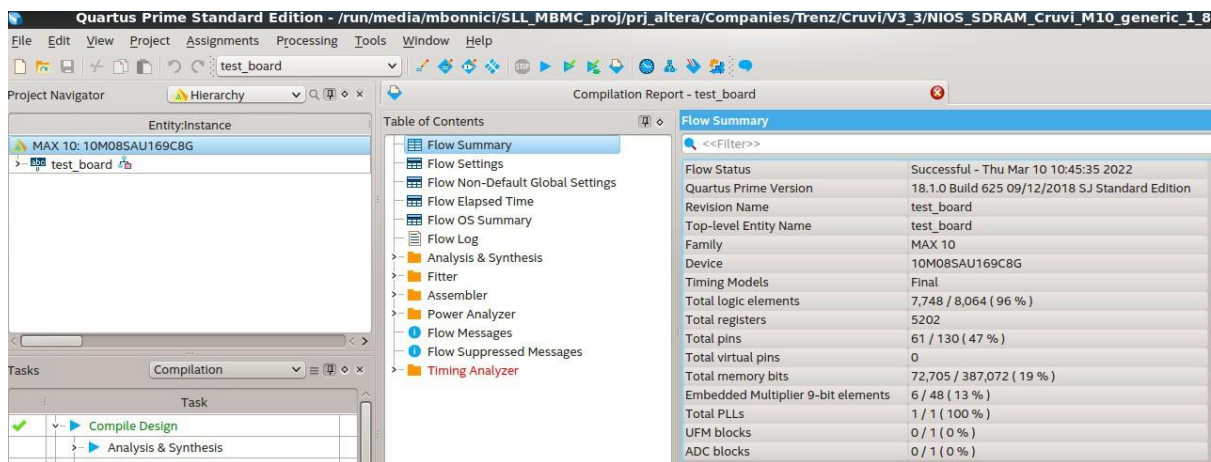 Quartus Prime Standard Edition - /run/media/mbonnici/SLL_MBMC_proj/prj_altera/Companies/Trenz/Cruvi/V3_3/NIOS_SDRAM_Cruvi_M10_generic_1_8
File Edit View Project Assignments Processing Tools Window Help
test_board
Project Navigator Hierarchy
Entity:Instance
MAX 10: 10M08SAU169C8G
test_board
Tasks Compilation
Task
Compile Design
Analysis & Synthesis
Compilation Report - test_board
Table of Contents
Flow Summary
Flow Settings
Flow Non-Default Global Settings
Flow Elapsed Time
Flow OS Summary
Flow Log
Analysis & Synthesis
Fitter
Assembler
Power Analyzer
Flow Messages
Flow Suppressed Messages
Timing Analyzer
Flow Summary
<<Filter>>
Flow Status Successful - Thu Mar 10 10:45:35 2022
Quartus Prime Version 18.1.0 Build 625 09/12/2018 SJ Standard Edition
Revision Name test_board
Top-level Entity Name test_board
Family MAX 10
Device 10M08SAU169C8G
Timing Models Final
Total logic elements 7,748 / 8,064 ( 96 % )
Total registers 5202
Total pins 61 / 130 ( 47 % )
Total virtual pins 0
Total memory bits 72,705 / 387,072 ( 19 % )
Embedded Multiplier 9-bit elements 6 / 48 ( 13 % )
Total PLLs 1 / 1 ( 100 % )
UFM blocks 0 / 1 ( 0 % )
ADC blocks 0 / 1 ( 0 % )